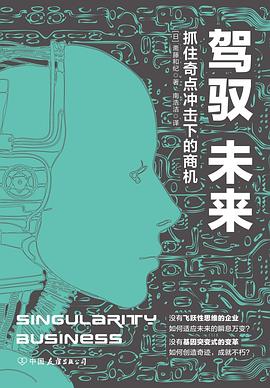 驾驭未来
抓住奇点冲击下的商机
[日]斋藤和纪 著
南浩洁 译
SINGULARITY
BUSINESS
没有飞跃性思维的企业
如何适应未来的瞬息万变？
没有基因突变式的变革
如何创造奇迹，成就不朽？
中国友谊出版公司